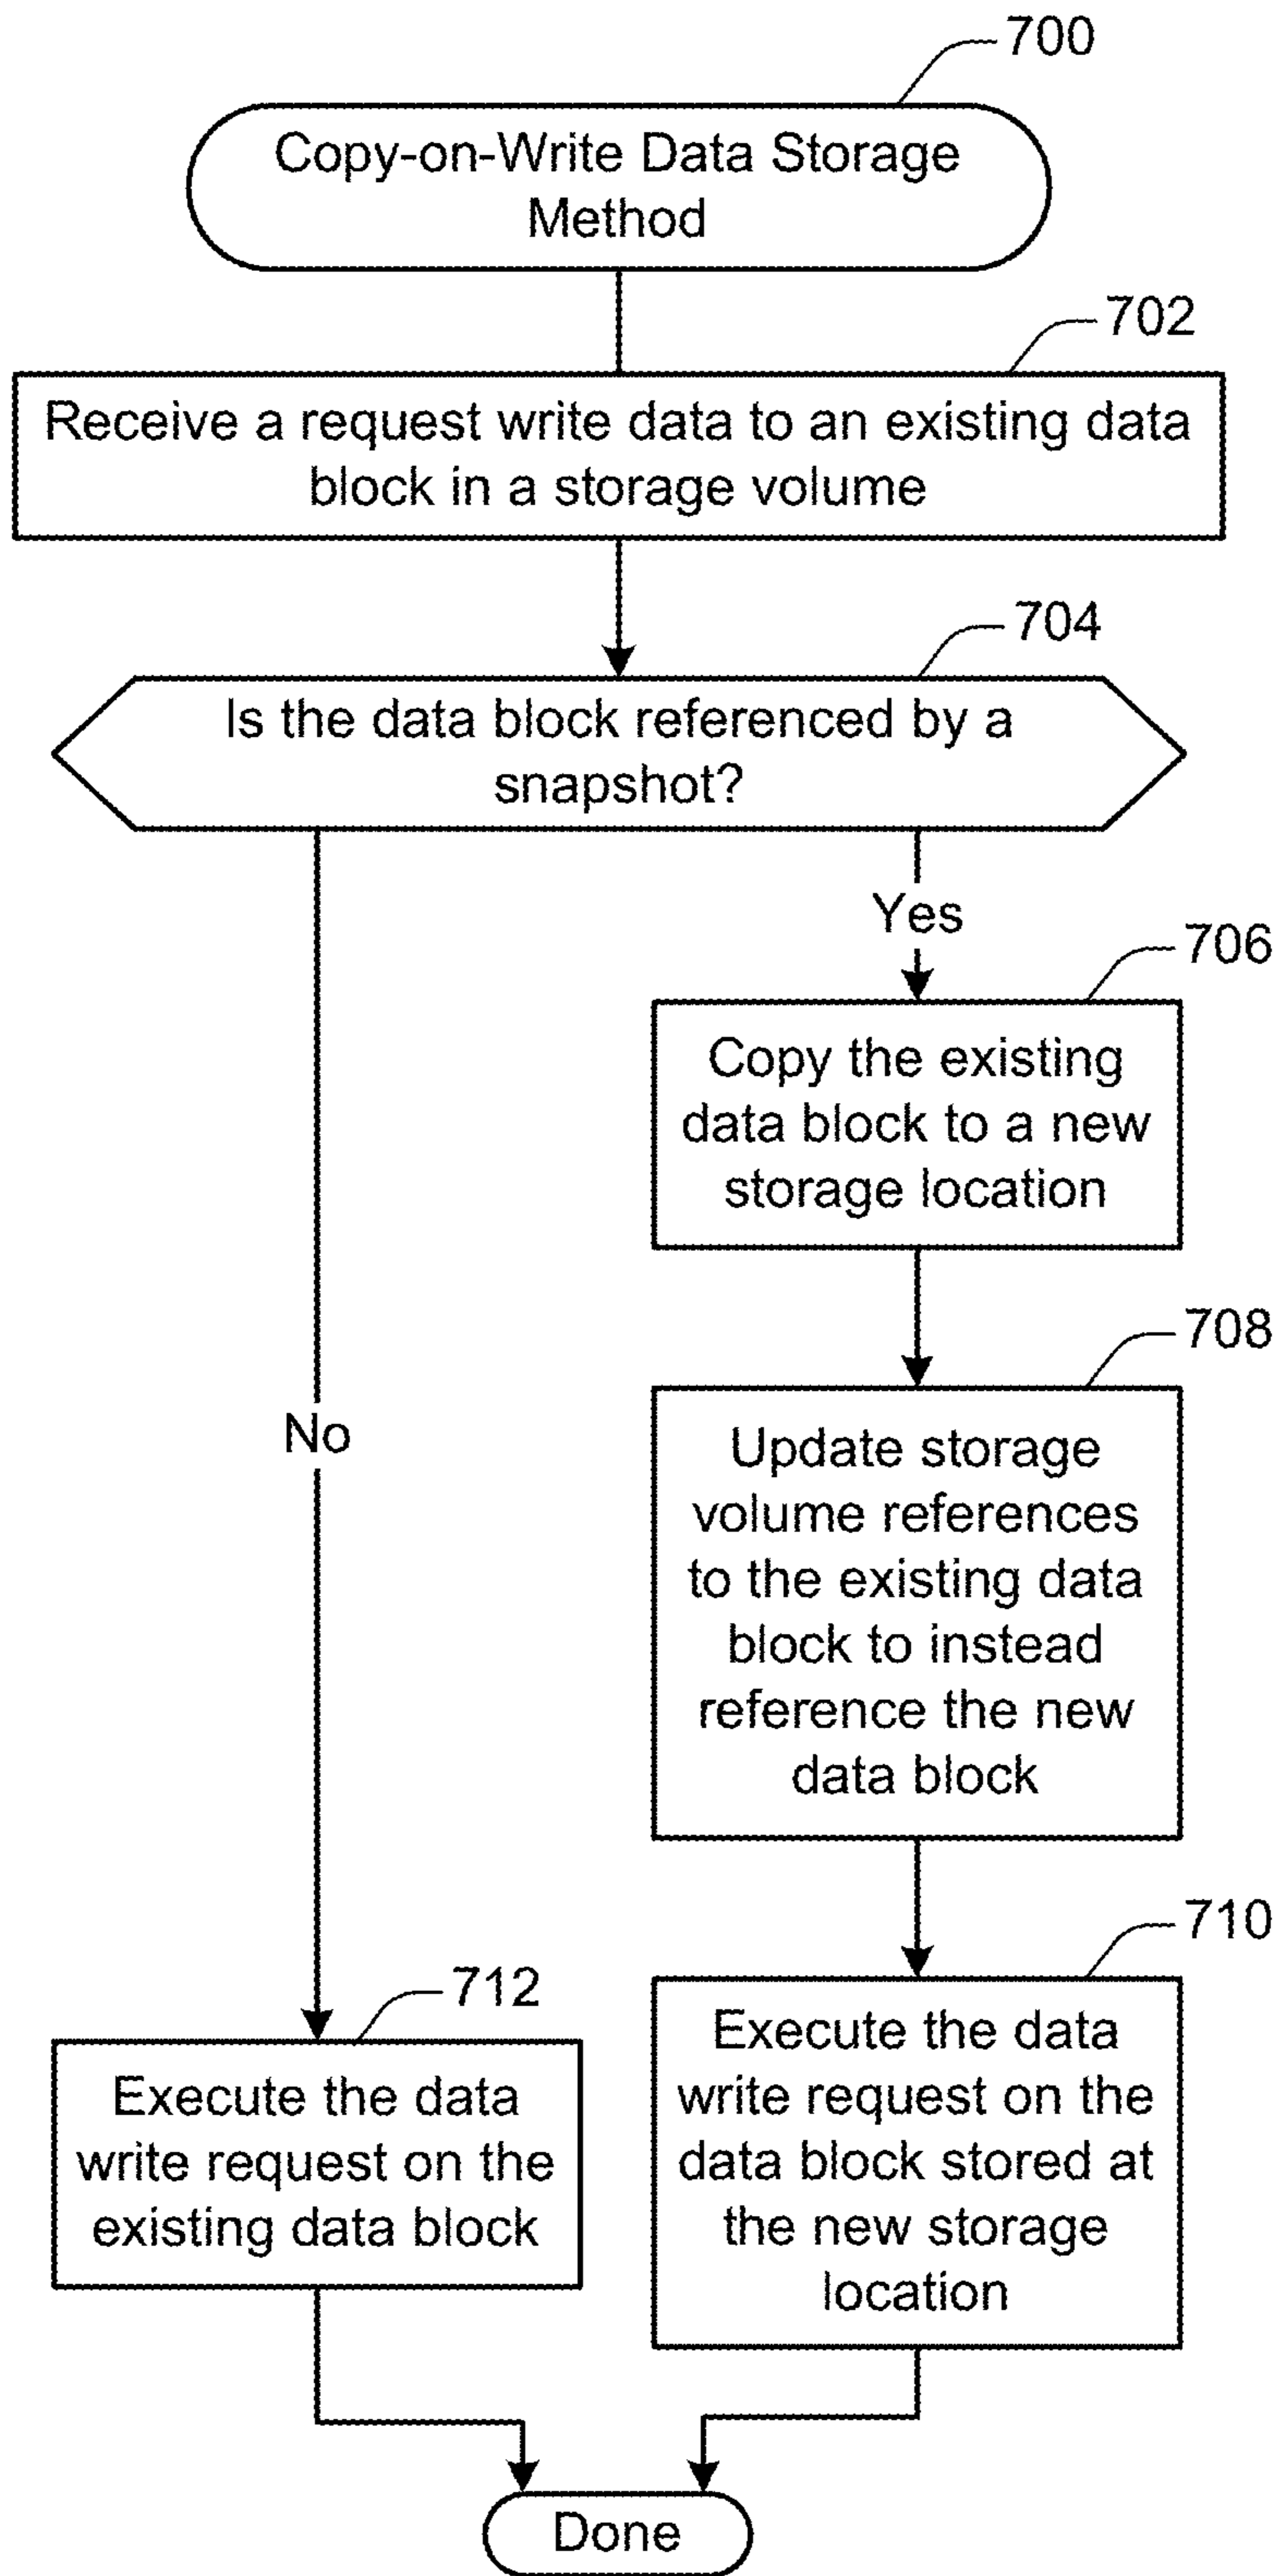 700
Copy-on-Write Data Storage
Method
702
Receive a request write data to an existing data
block in a storage volume
704
Is the data block referenced by a
snapshot?
Yes
706
Copy the existing
data block to a new
storage location
708
Update storage
volume references
to the existing data
block to instead
reference the new
data block
No
710
Execute the data
write request on the
data block stored at
the new storage
location
712
Execute the data
write request on the
existing data block
Done